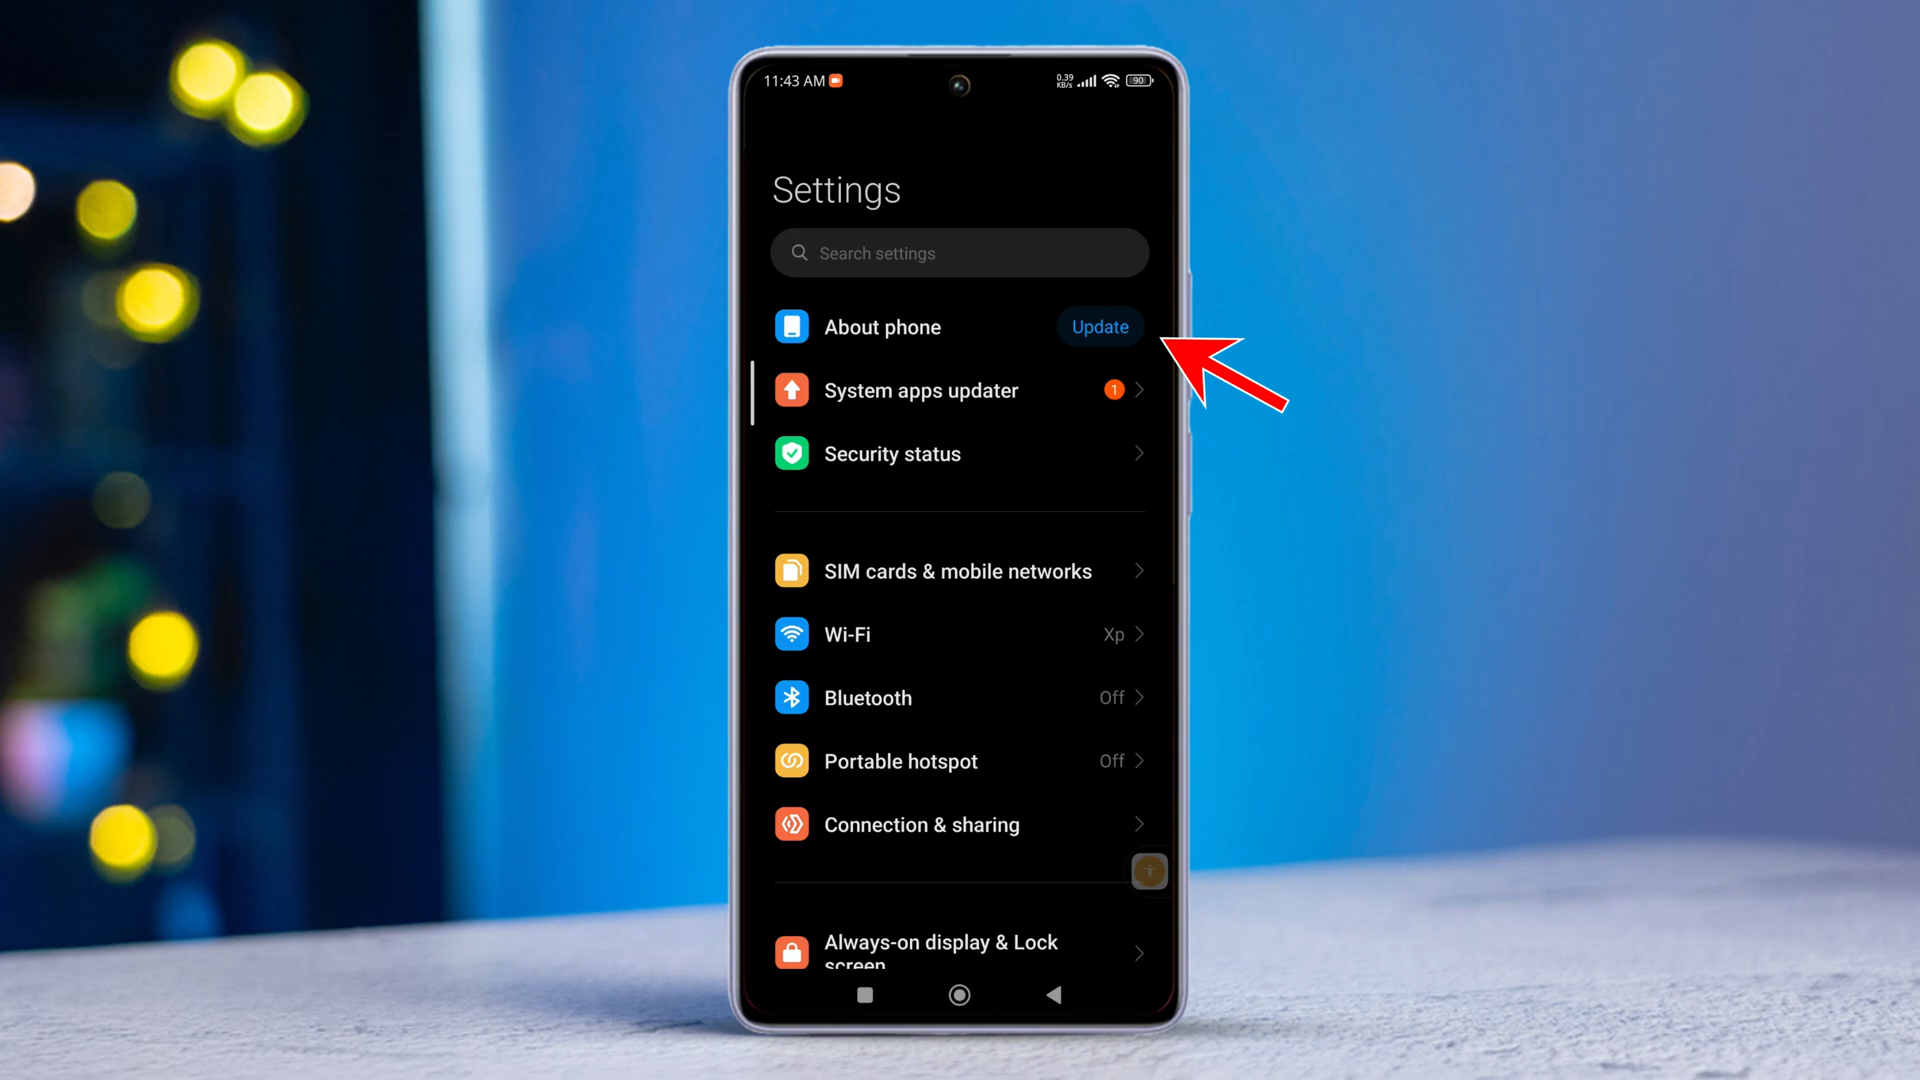 11:43 AM
0.39
KB/s
90
Settings
Search settings
About phone
Update
System apps updater
1
Security status
SIM cards & mobile networks
Wi-Fi
Xp
Bluetooth
Off
Portable hotspot
Off
Connection & sharing
Always-on display & Lock
screen